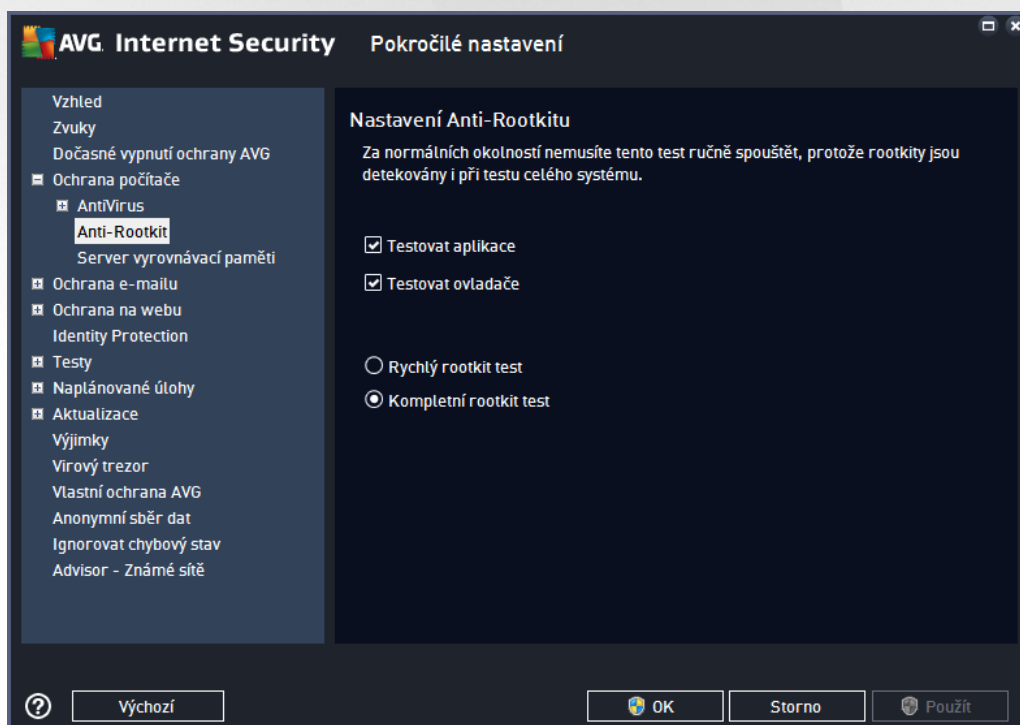 AVG. Internet Security Pokročilé nastavení
Vzhled
Zvuky
Dočasné vypnutí ochrany AVG
Ochrana počítače
AntiVirus
Anti-Rootkit
Server vyrovnávací paměti
Ochrana e-mailu
Ochrana na webu
Identity Protection
Testy
Naplánované úlohy
Aktualizace
Výjimky
Virový trezor
Vlastní ochrana AVG
Anonymní sběr dat
Ignorovat chybový stav
Advisor - Známé sítě
Nastavení Anti-Rootkitu
Za normálních okolností nemusíte tento test ručně spouštět, protože rootkity jsou
detekovány i při testu celého systému.
Testovat aplikace
Testovat ovladače
Rychlý rootkit test
Kompletní rootkit test
? Výchozí OK Storno Použít